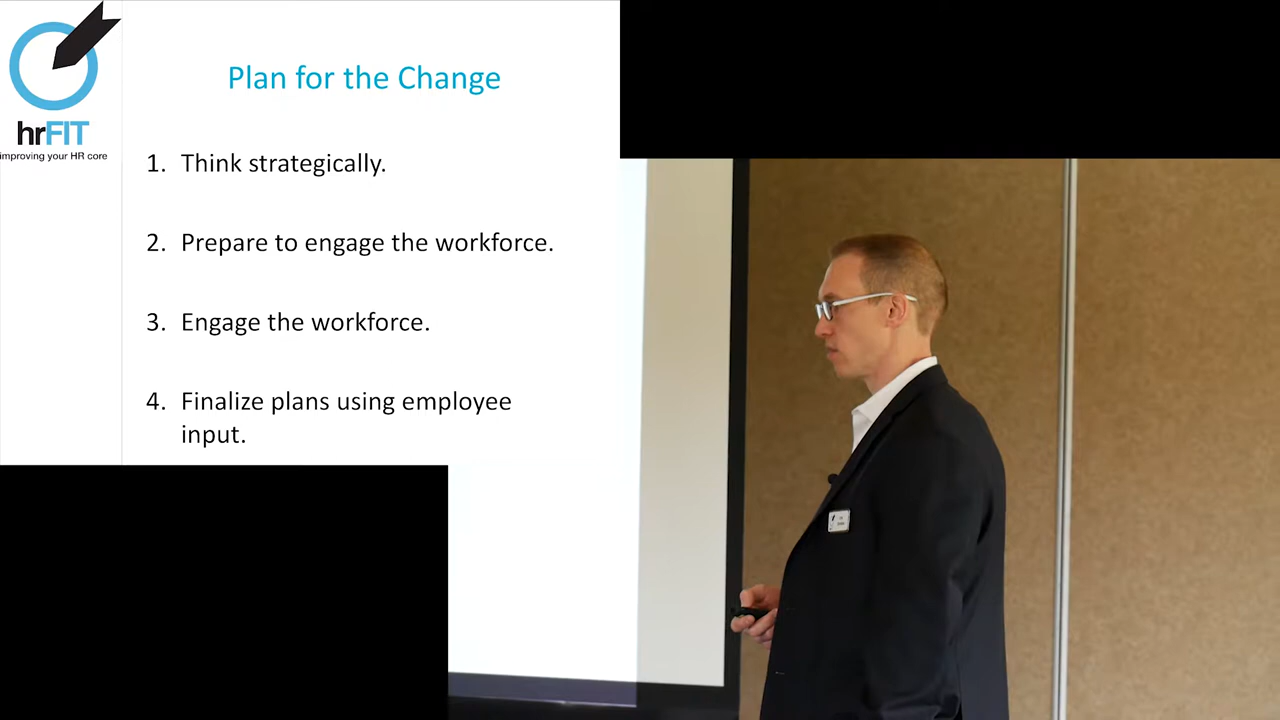 Plan for the Change
hrFIT
improving your HR core
1. Think strategically.
2. Prepare to engage the workforce.
3. Engage the workforce.
4. Finalize plans using employee
input.